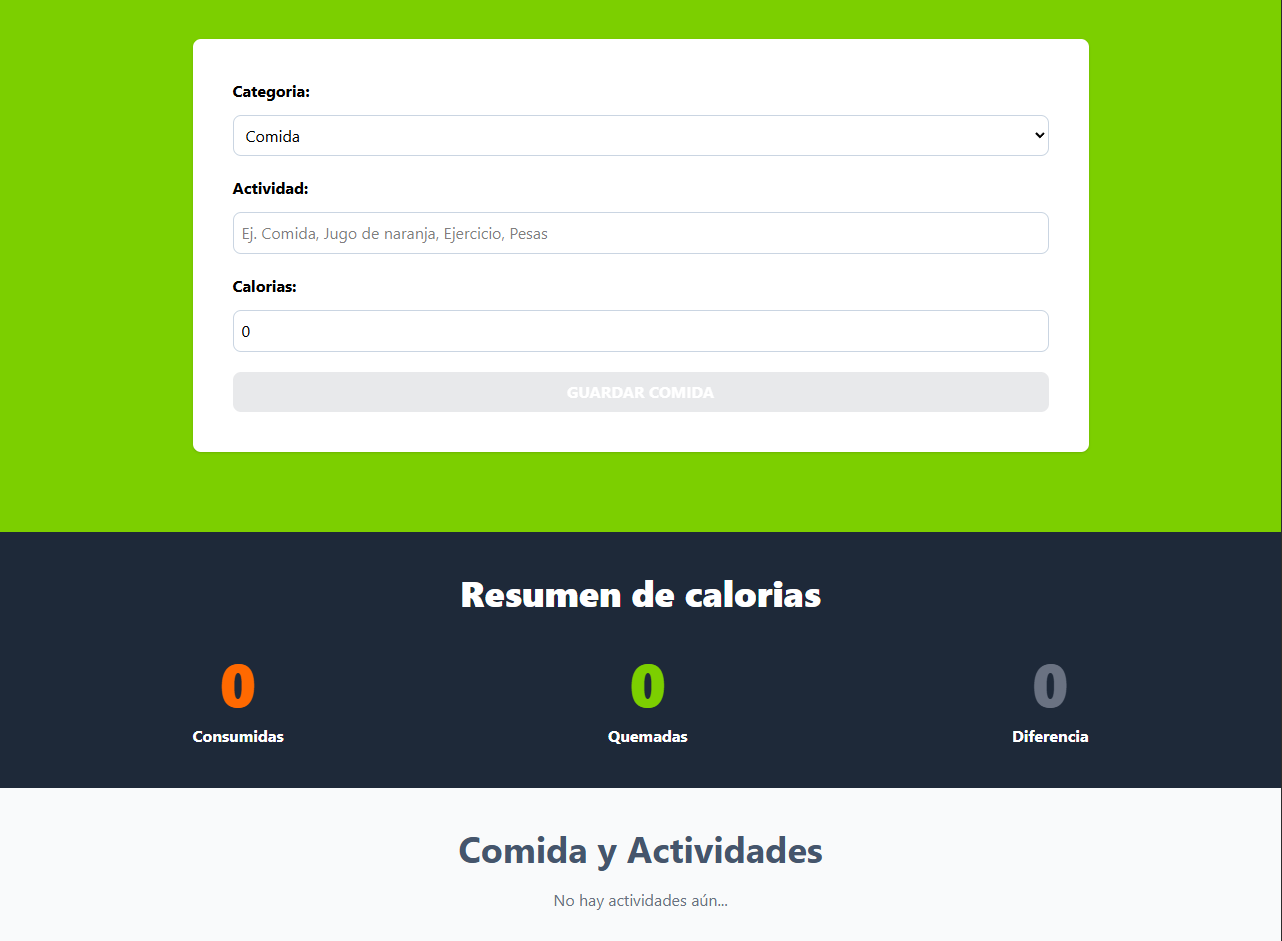 Categoria:
Comida
Actividad:
Ej. Comida, Jugo de naranja, Ejercicio, Pesas
Calorias:
0
GUARDAR COMIDA
Resumen de calorias
0 0 0
Consumidas Quemadas Diferencia
Comida y Actividades
No hay actividades aún...